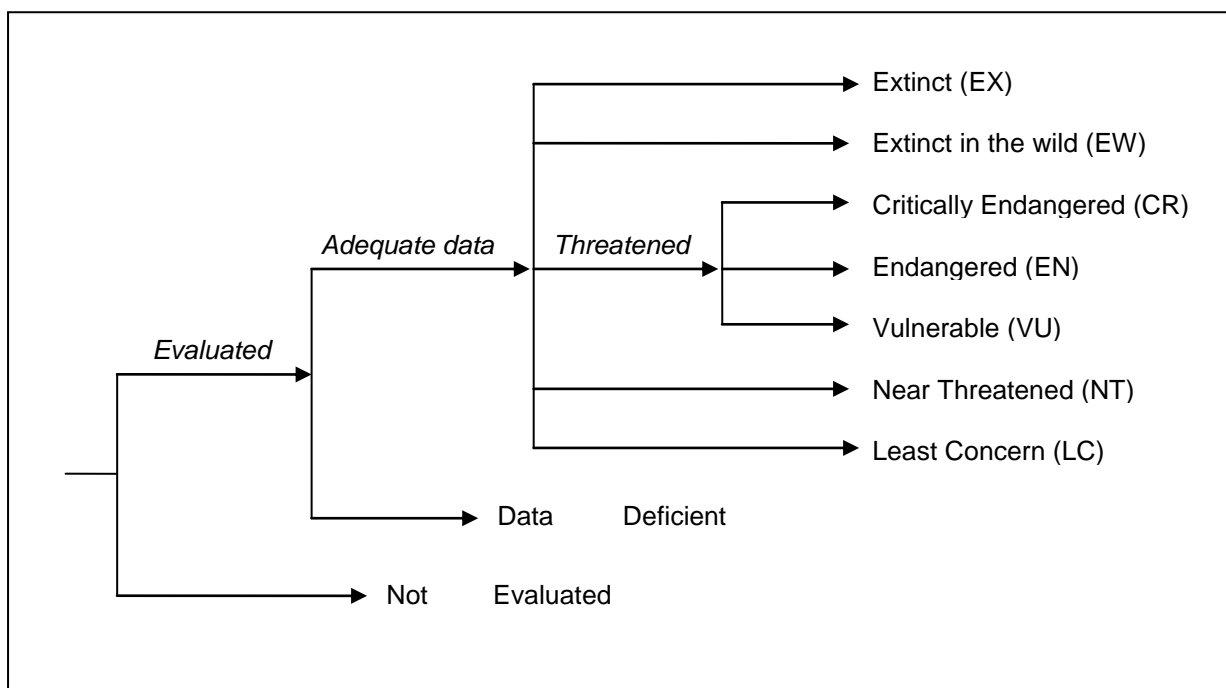 Extinct (EX)
Extinct in the wild (EW)
Critically Endangered (CR)
Adequate data
Threatened
Endangered (EN)
Vulnerable (VU)
Evaluated
Near Threatened (NT)
Least Concern (LC)
Data Deficient
Not Evaluated